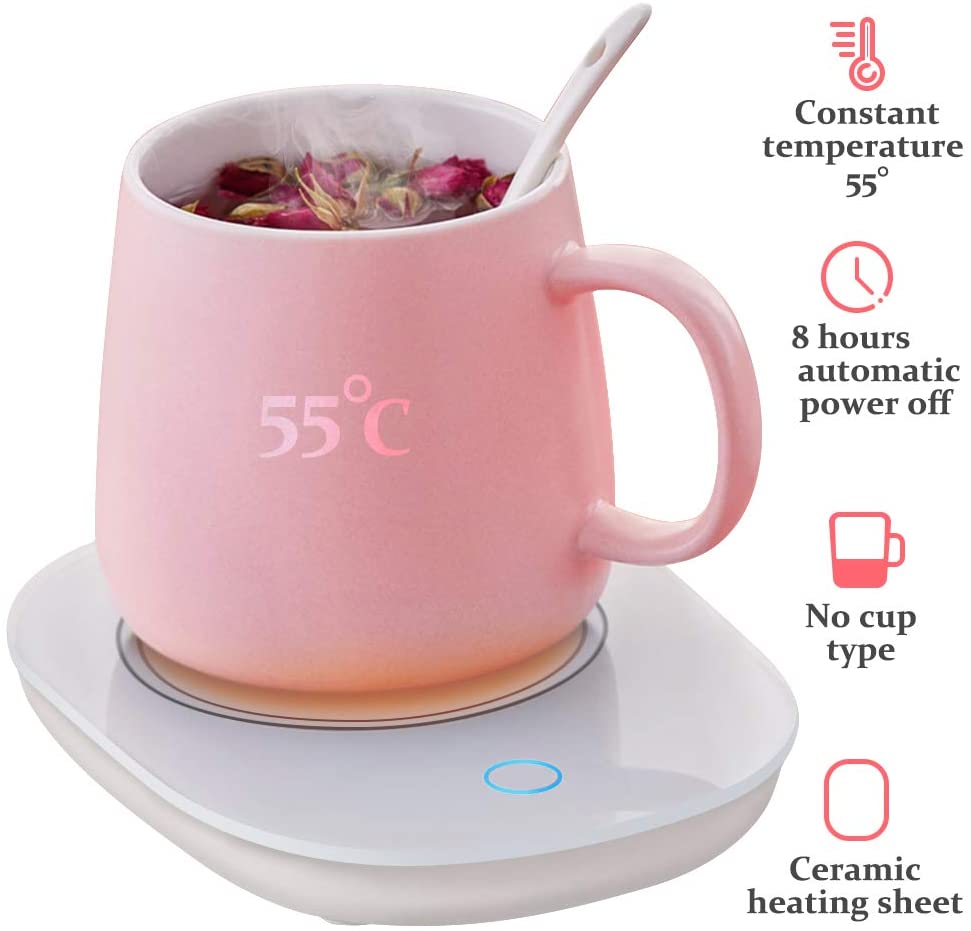 Constant
temperature
55°
55°C
8 hours
automatic
power off
No cup
type
Ceramic
heating sheet